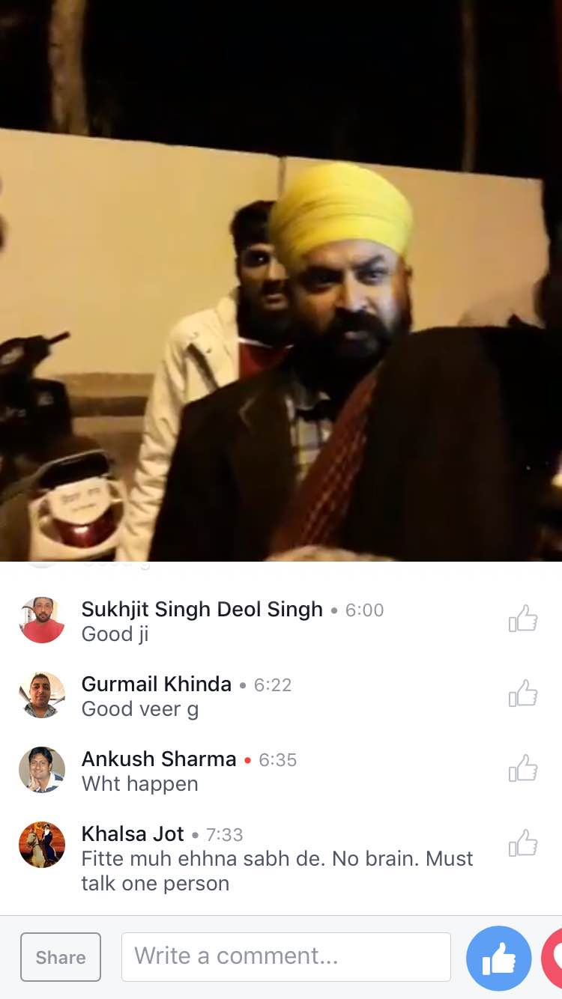 Sukhjit Singh Deol Singh • 6:00
Good ji
Gurmail Khinda • 6:22
Good veer g
Ankush Sharma • 6:35
Wht happen
Khalsa Jot • 7:33
Fitte muh ehhna sabh de. No brain. Must
talk one person
Share
Write a comment...